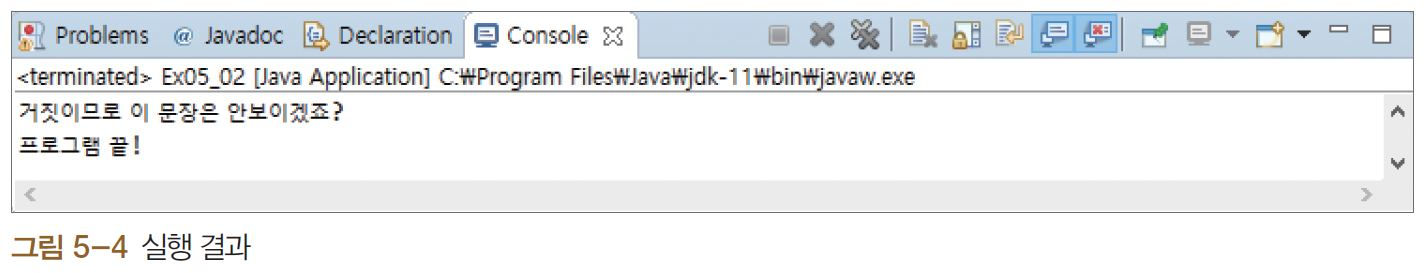 Problems @ Javadoc Declaration Console
<terminated> Ex05_02 [Java Application] C:₩Program Files₩Java₩jdk-11₩bin₩javaw.exe
거짓이므로 이 문장은 안보이겠죠?
프로그램 끝!
그림 5-4 실행 결과